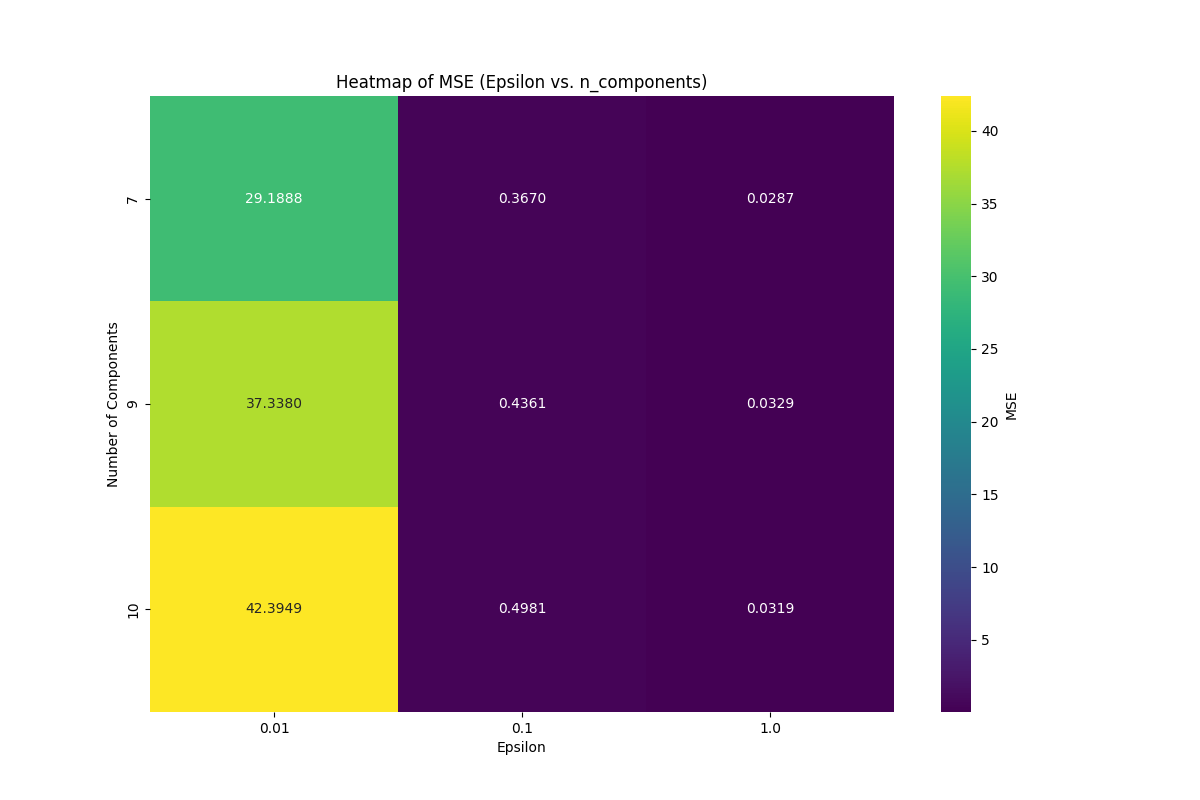 Heatmap of MSE (Epsilon vs. n_components)
Number of Components
7
29.1888 0.3670 0.0287
9
37.3380 0.4361 0.0329
10
42.3949 0.4981 0.0319
0.01 0.1 1.0
Epsilon
40
35
30
25
20
15
10
5
MSE